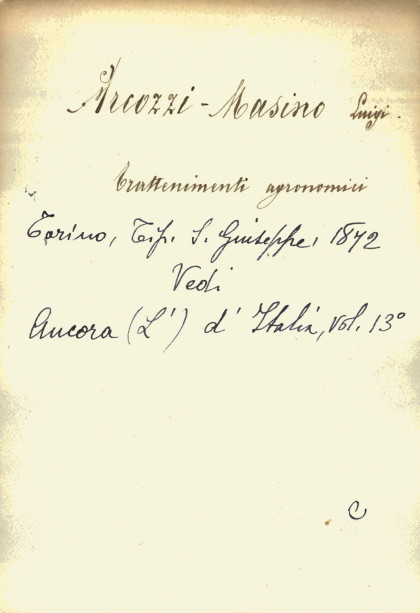 Arcozzi-Masino Luigi.
Trattenimenti agronomici
Torino, Tip. S. Giuseppe, 1872
Vedi
Ancora (L') d' Italia, vol. 13°
C